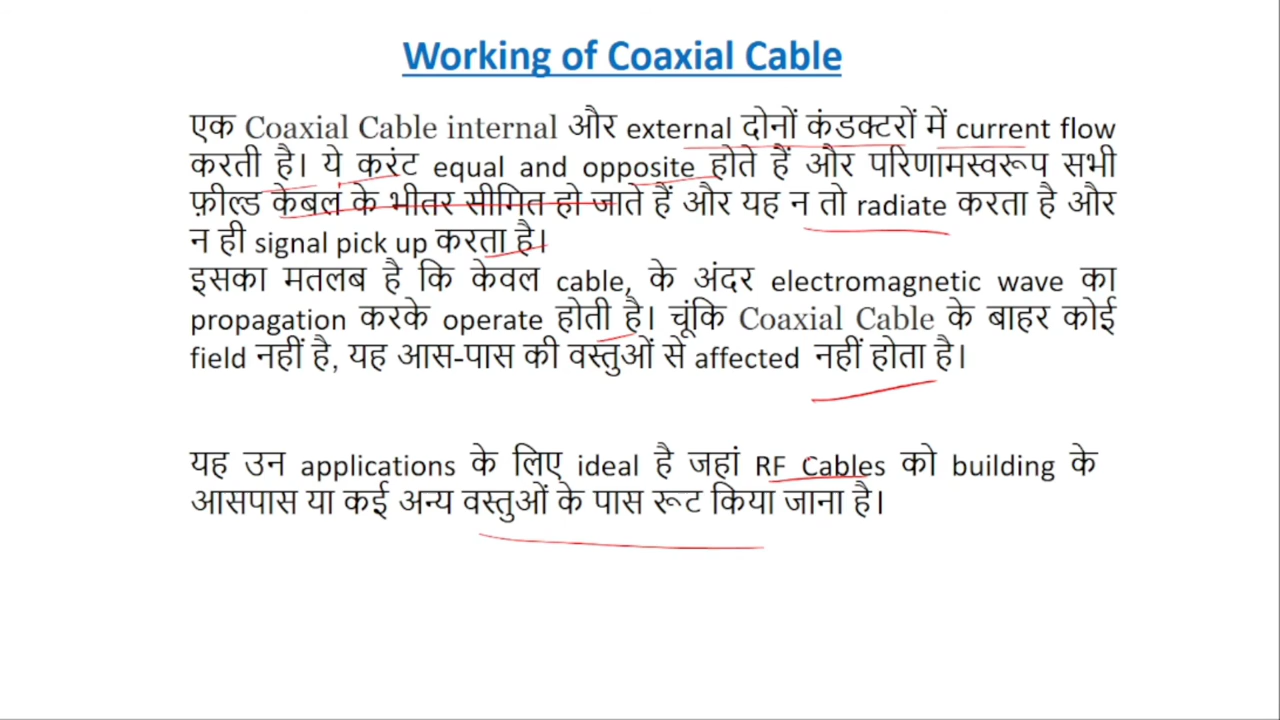 Working of Coaxial Cable
एक Coaxial Cable internal और external दोनों कंडक्टरों में current flow
करती है। ये करंट equal and opposite होते हैं और परिणामस्वरूप सभी
फ़ील्ड केबल के भीतर सीमित हो जाते हैं और यह न तो radiate करता है और
न ही signal pick up करता है।
इसका मतलब है कि केवल cable, के अंदर electromagnetic wave का
propagation करके operate होती है। चूंकि Coaxial Cable के बाहर कोई
field नहीं है, यह आस-पास की वस्तुओं से affected नहीं होता है।
यह उन applications के लिए ideal है जहां RF Cables को building के
आसपास या कई अन्य वस्तुओं के पास रूट किया जाना है।